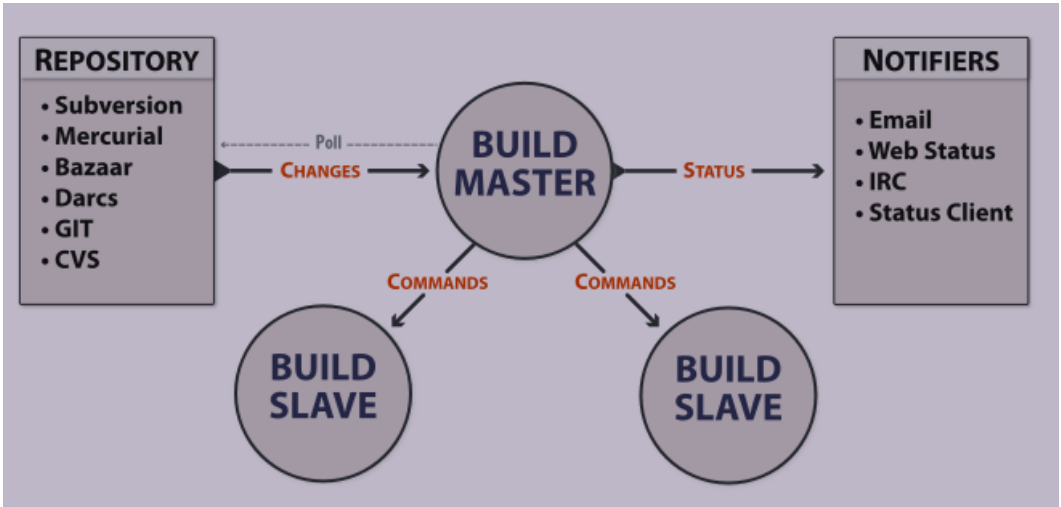 REPOSITORY
• Subversion
• Mercurial
• Bazaar
• Darcs
• GIT
• CVS
Poll
CHANGES
BUILD
MASTER
STATUS
NOTIFIERS
• Email
• Web Status
• IRC
• Status Client
COMMANDS
COMMANDS
BUILD
SLAVE
BUILD
SLAVE